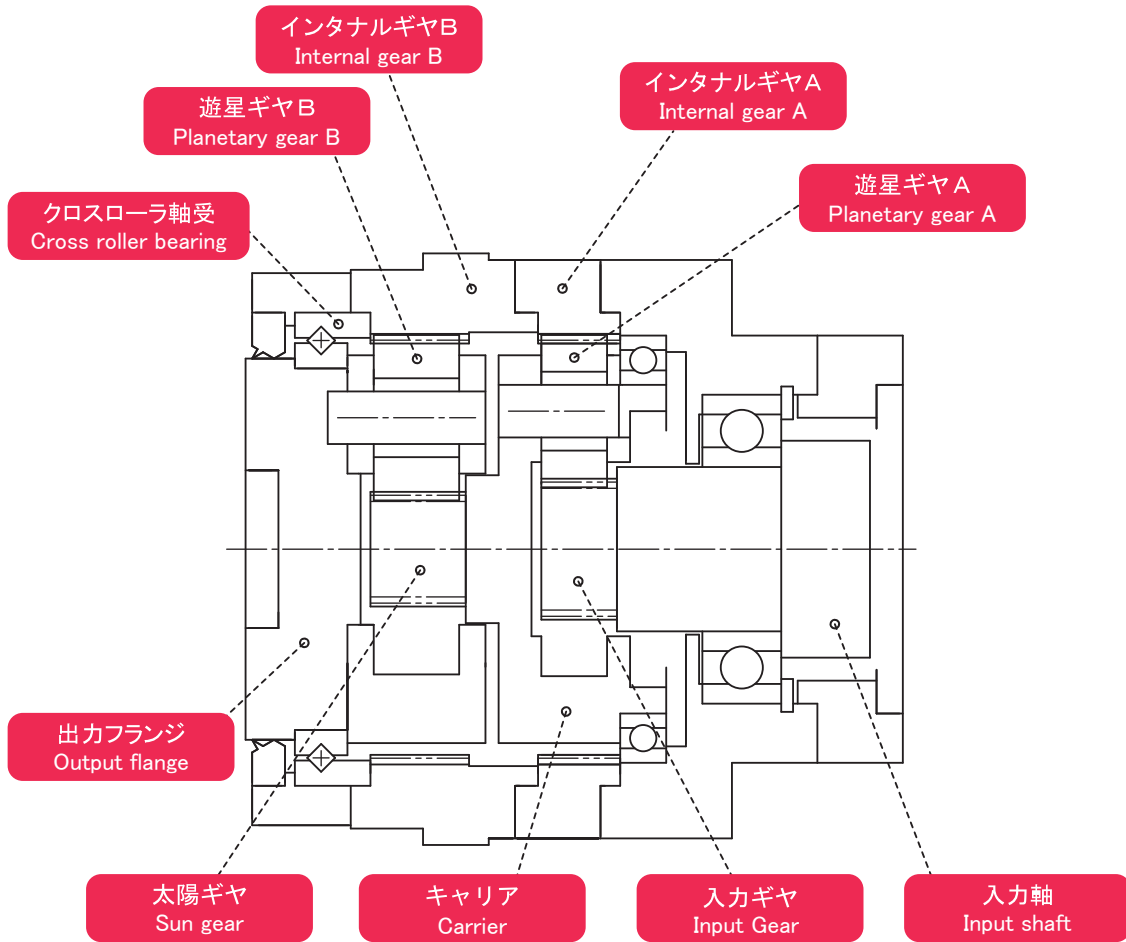 インタナルギヤB
Internal gear B
インタナルギヤA
Internal gear A
遊星ギヤB
Planetary gear B
遊星ギヤA
Planetary gear A
クロスローラ軸受
Cross roller bearing
出力フランジ
Output flange
太陽ギヤ
Sun gear
キャリア
Carrier
入力ギヤ
Input Gear
入力軸
Input shaft